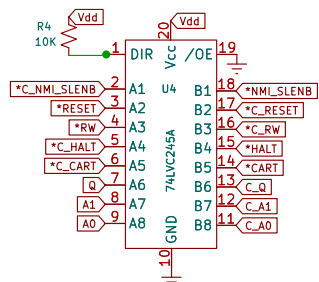 Vdd
Vdd
R4
10K
20
1 DIR Vcc /OE 19
U4
74LVC245A
*C_NMI_SLENB 2 A1 B1 18 *NMI_SLENB
*RESET 3 A2 B2 17 *C_RESET
*RW 4 A3 B3 16 *C_RW
*C_HALT 5 A4 B4 15 *HALT
*C_CART 6 A5 B5 14 *CART
Q 7 A6 B6 13 C_Q
A1 8 A7 B7 12 C_A1
A0 9 A8 B8 11 C_A0
GND
10